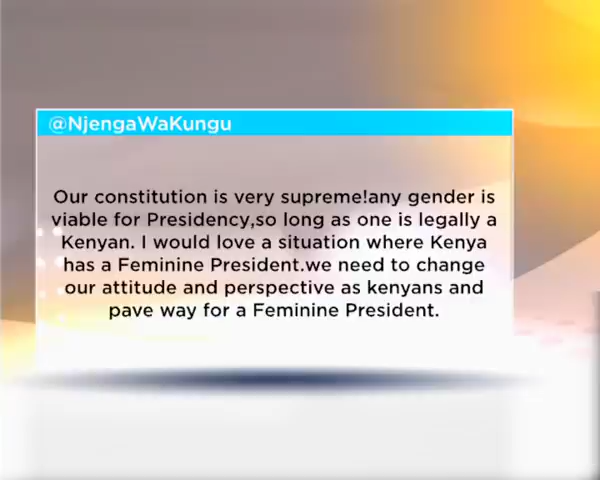 @NjengaWaKungu
Our constitution is very supreme!any gender is
viable for Presidency,so long as one is legally a
Kenyan. I would love a situation where Kenya
has a Feminine President.we need to change
our attitude and perspective as kenyans and
pave way for a Feminine President.